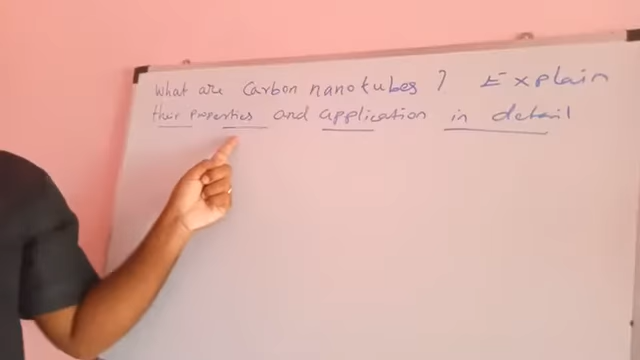 What are Carbon nanotubes ? Explain
their properties and application in detail